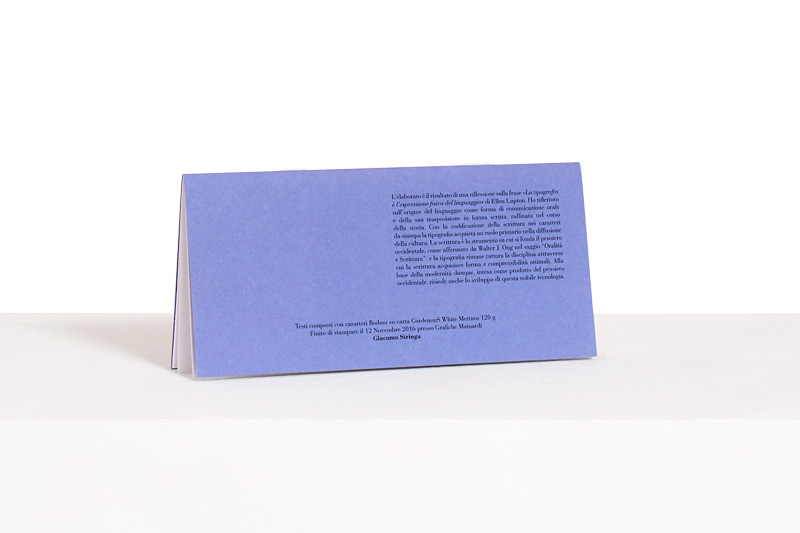 L'elaborato è il risultato di una riflessione sulla frase «La tipografia
è l'espressione fisica del linguaggio» di Ellen Lupton. Ho riflettuto
sull'origine del linguaggio come forma di comunicazione orale
e della sua trasposizione in forma scritta, raffinata nel corso
della storia. Con la codificazione della scrittura nei caratteri
da stampa la tipografia acquista un ruolo primario nella diffusione
della cultura. La scrittura è lo strumento su cui si fonda il pensiero
occidentale, come affermato da Walter J. Ong nel saggio "Oralità
e Scrittura", e la tipografia rimane tuttora la disciplina attraverso
cui la scrittura acquisisce forma e comprensibilità ottimali. Alla
base della modernità dunque, intesa come prodotto del pensiero
occidentale, risiede anche lo sviluppo di questa nobile tecnologia.
Testi composti con caratteri Bodoni su carta GordenonS White Merinos 120 g
Finito di stampare il 12 Novembre 2016 presso Grafiche Mainardi
Giacomo Stringa